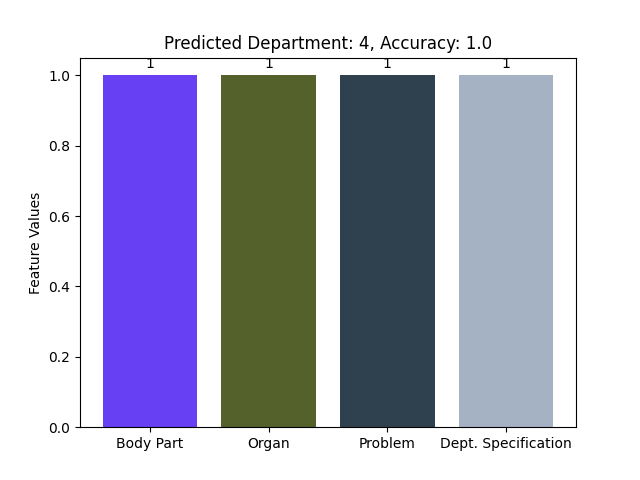 Predicted Department: 4, Accuracy: 1.0
1 1 1 1
1.0
0.8
0.6
0.4
0.2
0.0
Feature Values
Body Part Organ Problem Dept. Specification